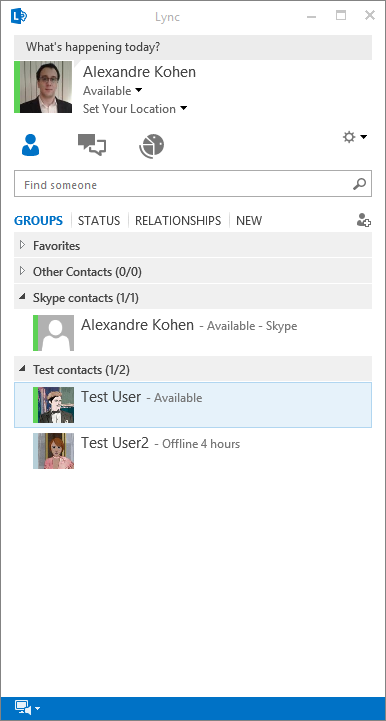 Lync
What's happening today?
Alexandre Kohen
Available
Set Your Location
Find someone
GROUPS STATUS RELATIONSHIPS NEW
Favorites
Other Contacts (0/0)
Skype contacts (1/1)
Alexandre Kohen - Available - Skype
Test contacts (1/2)
Test User - Available
Test User2 - Offline 4 hours